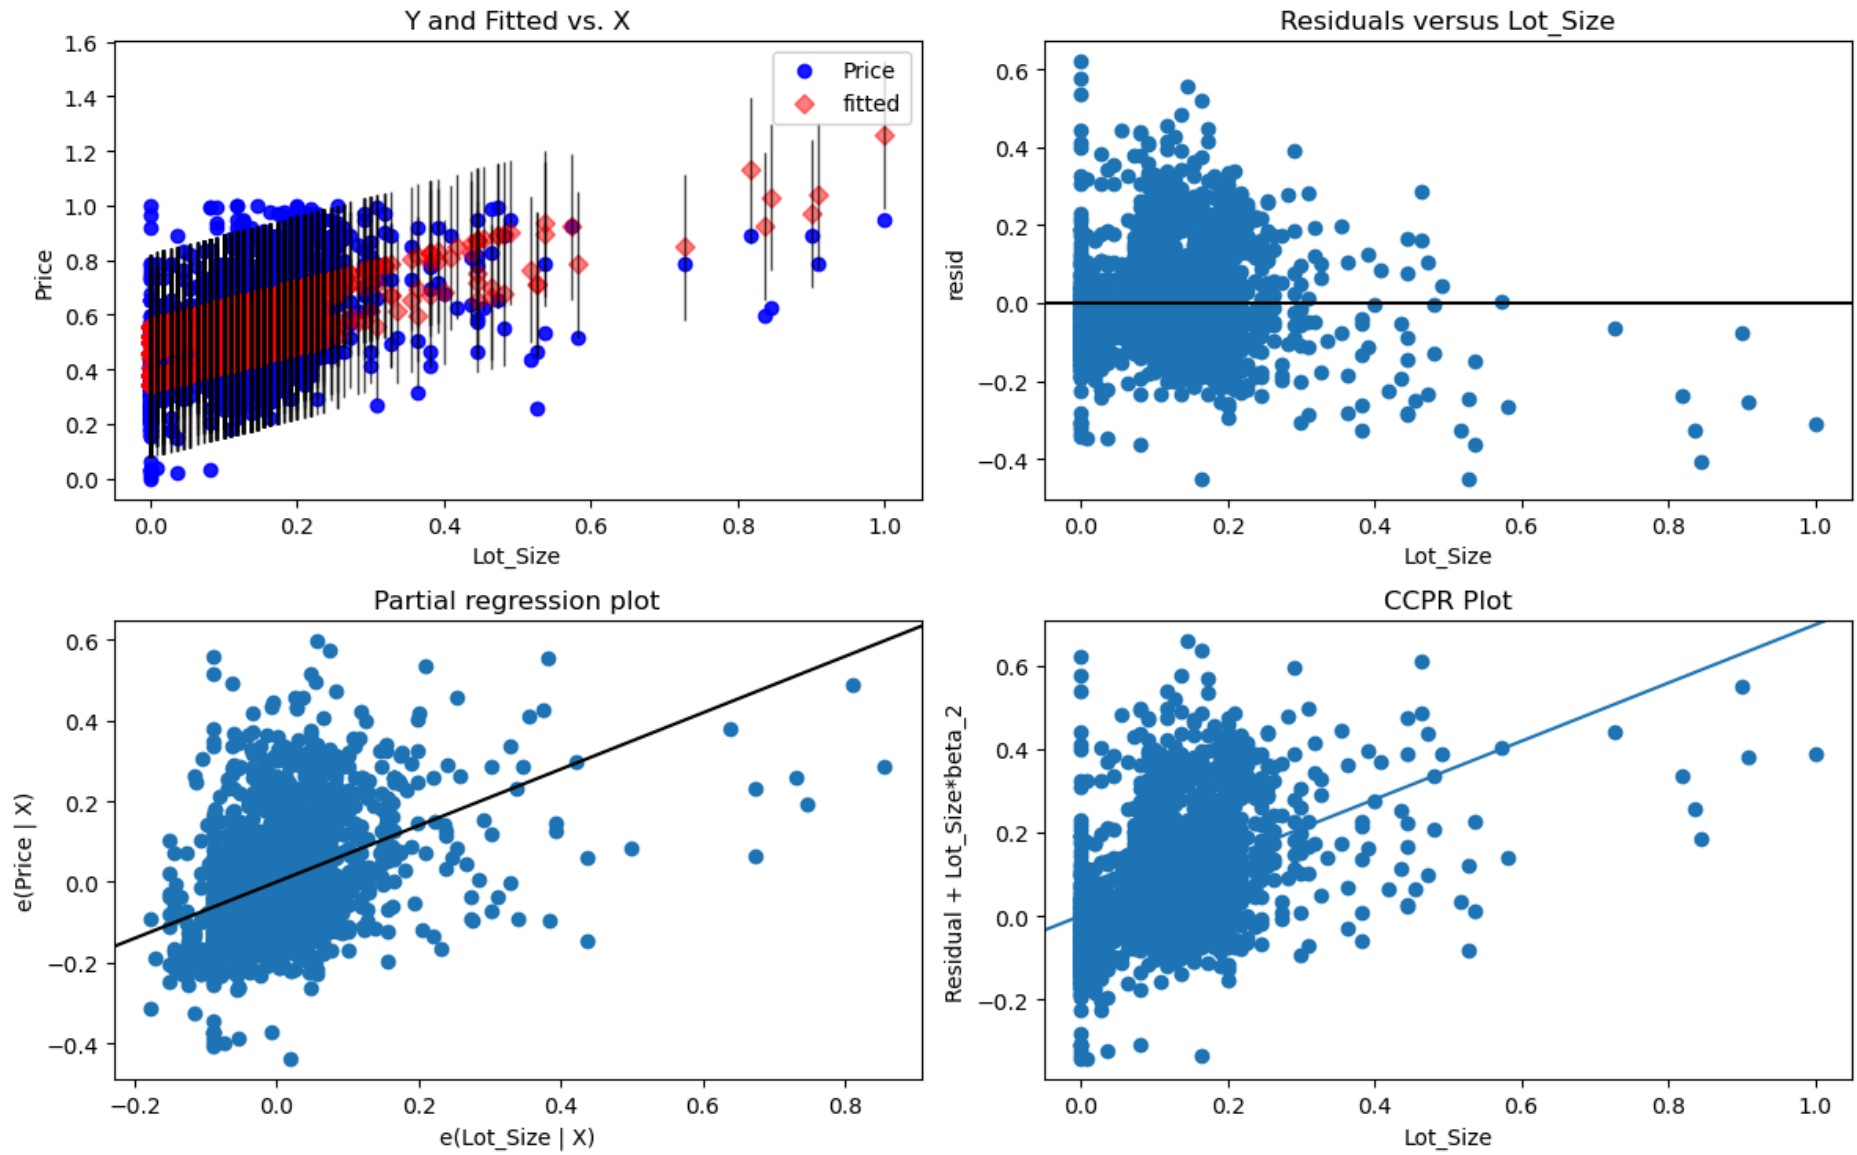 Y and Fitted vs. X
Price
1.6
1.4
1.2
1.0
0.8
0.6
0.4
0.2
0.0
Price
fitted
0.0 0.2 0.4 0.6 0.8 1.0
Lot_Size
Residuals versus Lot_Size
resid
0.6
0.4
0.2
0.0
−0.2
−0.4
0.0 0.2 0.4 0.6 0.8 1.0
Lot_Size
Partial regression plot
e(Price | X)
0.6
0.4
0.2
0.0
−0.2
−0.4
−0.2 0.0 0.2 0.4 0.6 0.8
e(Lot_Size | X)
CCPR Plot
Residual + Lot_Size*beta_2
0.6
0.4
0.2
0.0
−0.2
0.0 0.2 0.4 0.6 0.8 1.0
Lot_Size